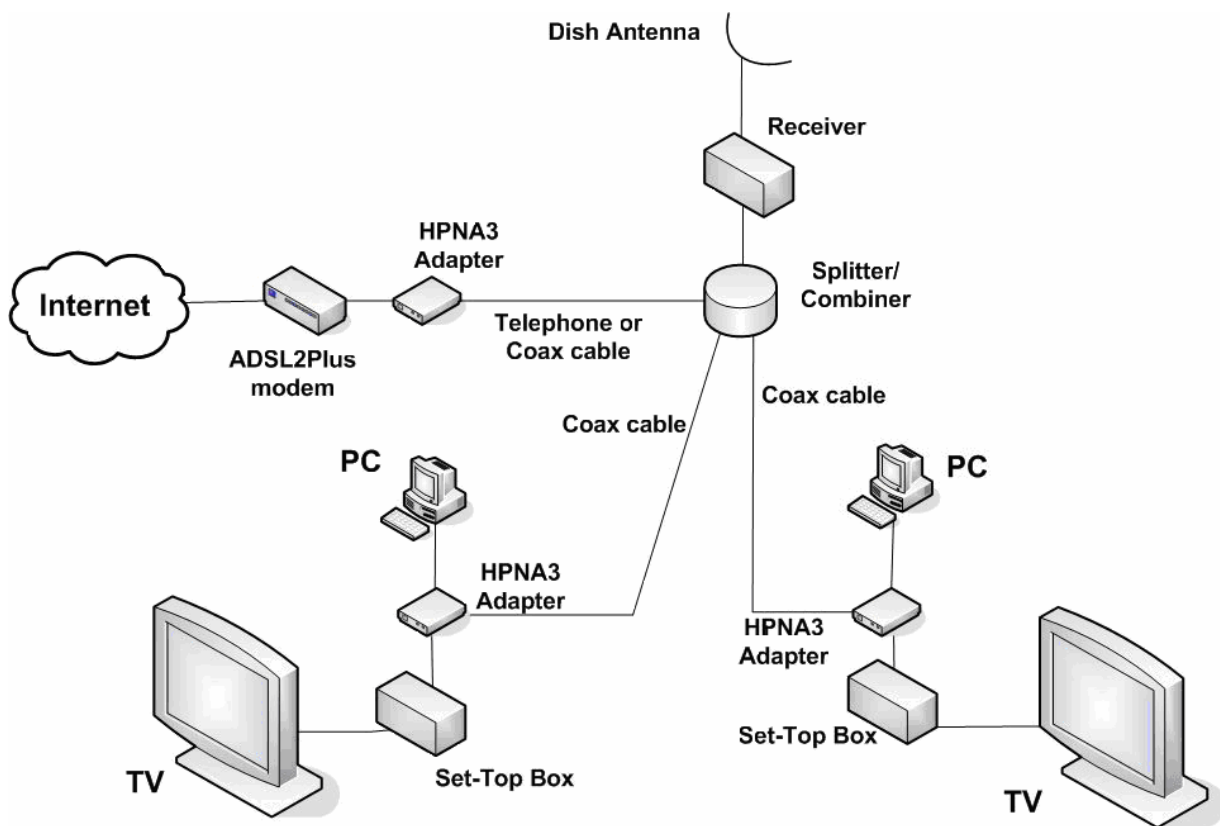 Dish Antenna
Receiver
HPNA3
Adapter
Splitter/
Combiner
Internet
Telephone or
Coax cable
ADSL2Plus
modem
Coax cable
Coax cable
PC
PC
HPNA3
Adapter
HPNA3
Adapter
Set-Top Box
Set-Top Box
TV
TV